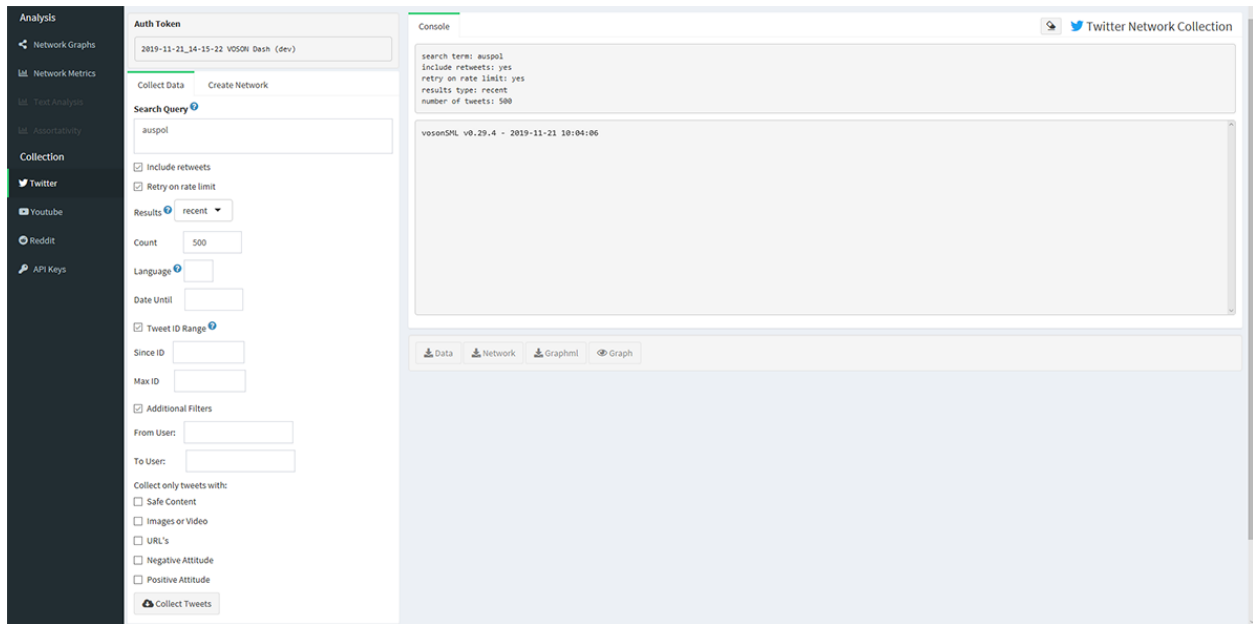 Analysis
Network Graphs
Network Metrics
Text Analysis
Assortativity
Collection
Twitter
Youtube
Reddit
API Keys
Auth Token
2019-11-21_14-15-22 VOSON Dash (dev)
Collect Data Create Network
Search Query
auspol
Include retweets
Retry on rate limit
Results recent
Count 500
Language
Date Until
Tweet ID Range
Since ID
Max ID
Additional Filters
From User:
To User:
Collect only tweets with:
Safe Content
Images or Video
URL's
Negative Attitude
Positive Attitude
Collect Tweets
Console
Twitter Network Collection
search term: auspol
include retweets: yes
retry on rate limit: yes
results type: recent
number of tweets: 500
vosonSML v0.29.4 - 2019-11-21 10:04:06
Data Network Graphml Graph